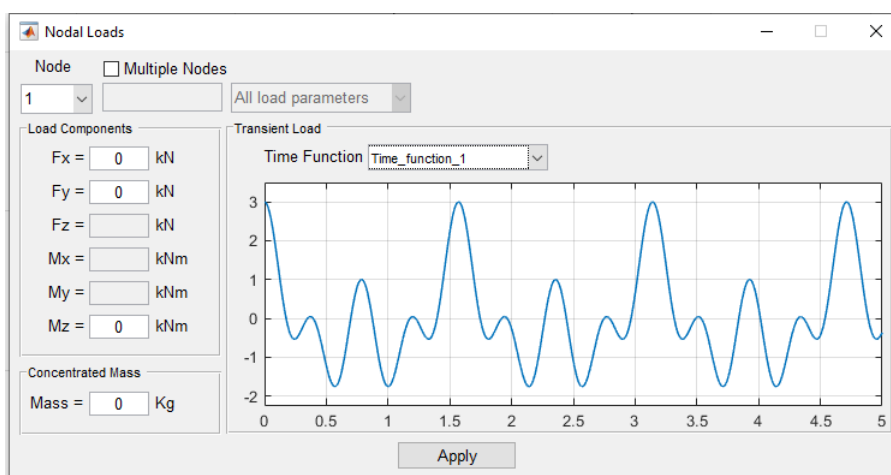 Nodal Loads
Node
Multiple Nodes
1
All load parameters
Load Components
Fx = 0 kN
Fy = 0 kN
Fz = kN
Mx = kNm
My = kNm
Mz = 0 kNm
Concentrated Mass
Mass = 0 Kg
Transient Load
Time Function Time_function_1
3
2
1
0
-1
-2
0 0.5 1 1.5 2 2.5 3 3.5 4 4.5 5
Apply